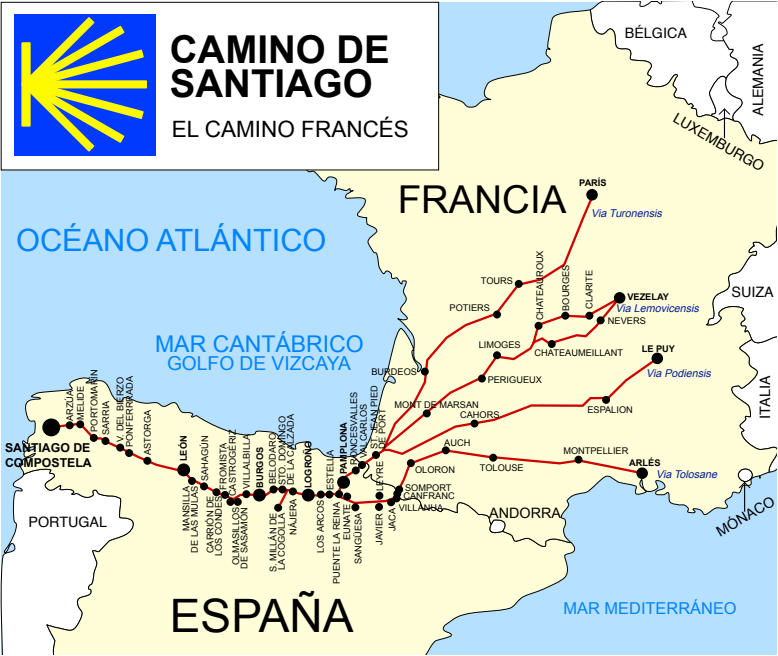 CAMINO DE
SANTIAGO
EL CAMINO FRANCÉS
BÉLGICA
ALEMANIA
LUXEMBURGO
FRANCIA
PARÍS
Via Turonensis
OCÉANO ATLÁNTICO
TOURS
CHATEAUROUX
BOURGES
CLARITE
VEZELAY
Via Lemovicensis
SUIZA
POTIERS
NEVERS
MAR CANTÁBRICO
GOLFO DE VIZCAYA
LIMOGES
CHATEAUMEILLANT
LE PUY
Via Podiensis
BURDEOS
PERIGUEUX
ITALIA
MONT DE MARSAN
CAHORS
ESPALION
SANTIAGO DE
COMPOSTELA
ARZÚA
MELIDE
PORTOMARÍN
SARRIA
V. DEL BIERZO
PONFERRADA
ASTORGA
LEÓN
MANSILLA
DE LAS MULAS
SAHAGÚN
CARRIÓN DE
LOS CONDES
FROMISTA
CASTROGÉRIZ
OLMASILLOS
DE SASAMÓN
VILLALBILLA
BURGOS
BELODARO
STO. DOMINGO
DE LA CALZADA
S. MILLÁN DE
LA COGOLLA
NÁJERA
LOGROÑO
LOS ARCOS
ESTELLA
PUENTE LA REINA
EUNATE
PAMPLONA
SANGÜESA
RONCESVALLES
VALCARLOS
ST. JEAN PIED
DE PORT
LEYRE
JAVIER
JACA
AUCH
OLORON
TOLOUSE
MONTPELLIER
ARLÉS
Via Tolosane
SOMPORT
CANFRANC
VILLANUA
ANDORRA
MÓNACO
PORTUGAL
ESPAÑA
MAR MEDITERRÁNEO